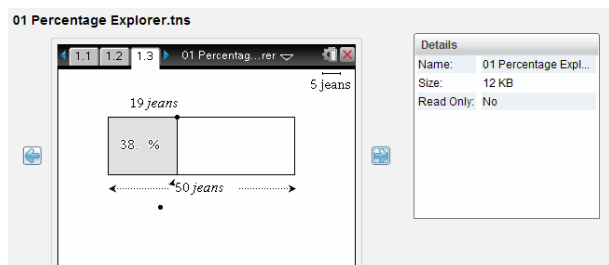 01 Percentage Explorer.tns
1.1 1.2 1.3 01 Percentag...rer
5 jeans
19 jeans
38. %
50 jeans
Details
Name: 01 Percentage Expl...
Size: 12 KB
Read Only: No